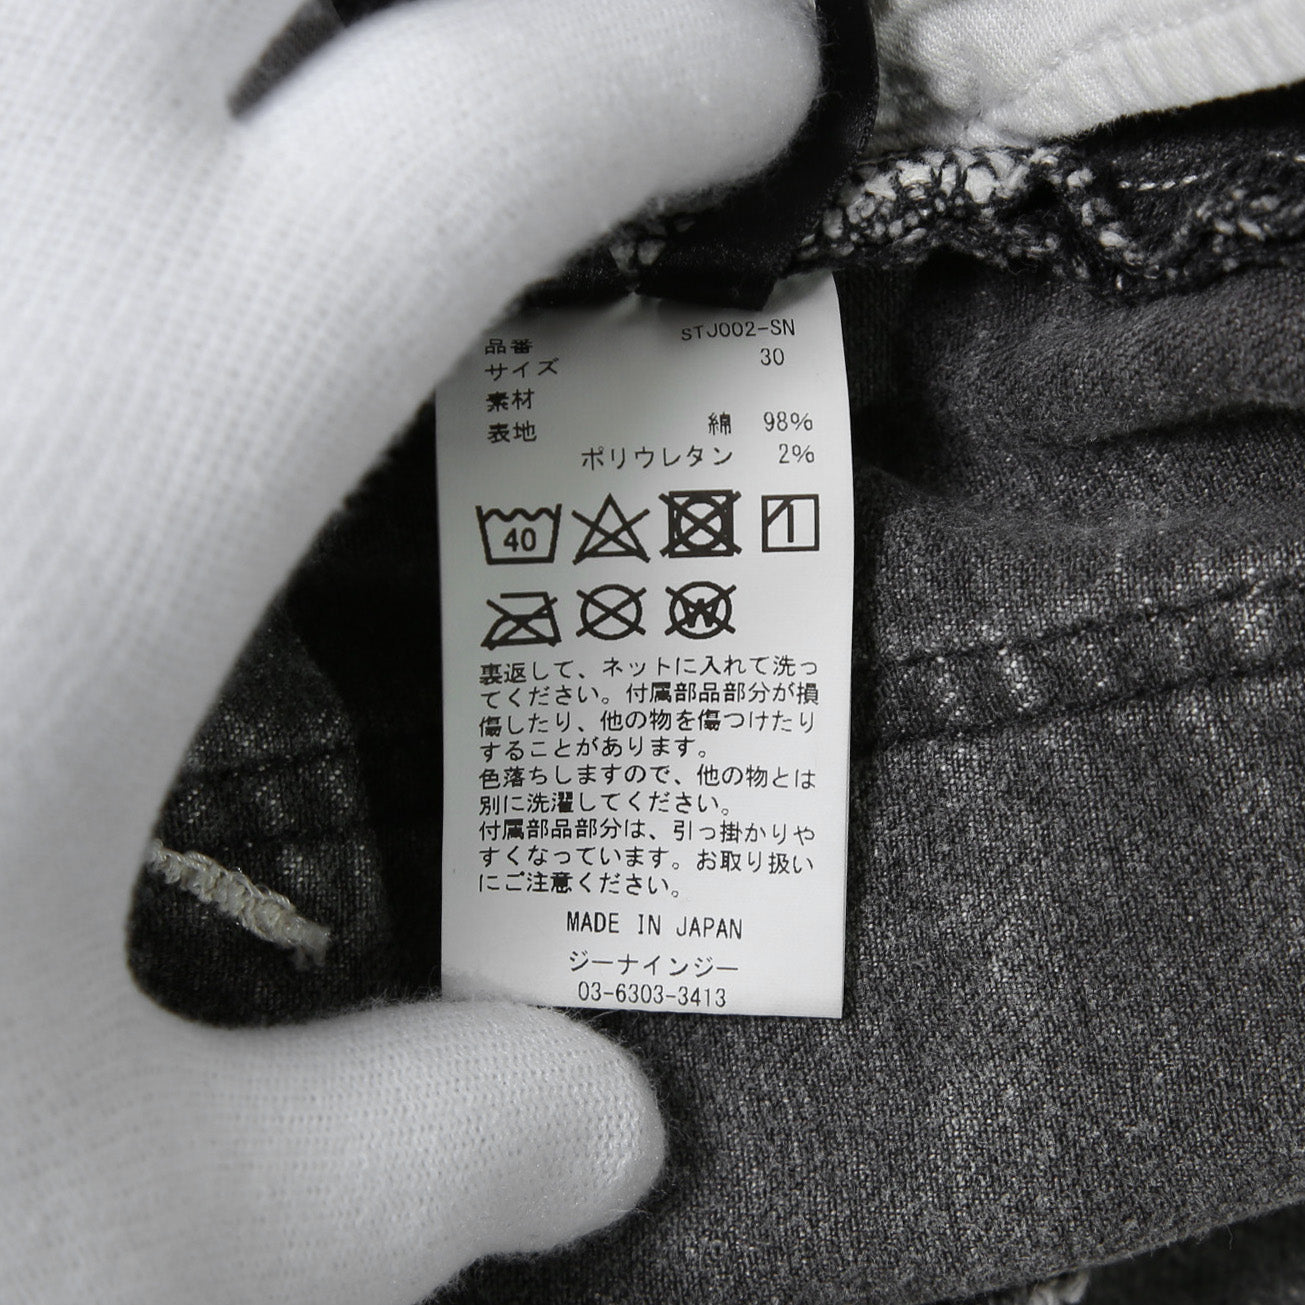 品番 STJ002-SN
サイズ 30
素材
表地 綿 98%
ポリウレタン 2%
40
W
裏返して、ネットに入れて洗っ
てください。付属部品部分が損
傷したり、他の物を傷つけたり
することがあります。
色落ちしますので、他の物とは
別に洗濯してください。
付属部品部分は、引っ掛かりや
すくなっています。お取り扱い
にご注意ください。
MADE IN JAPAN
ジーナインジー
03-6303-3413